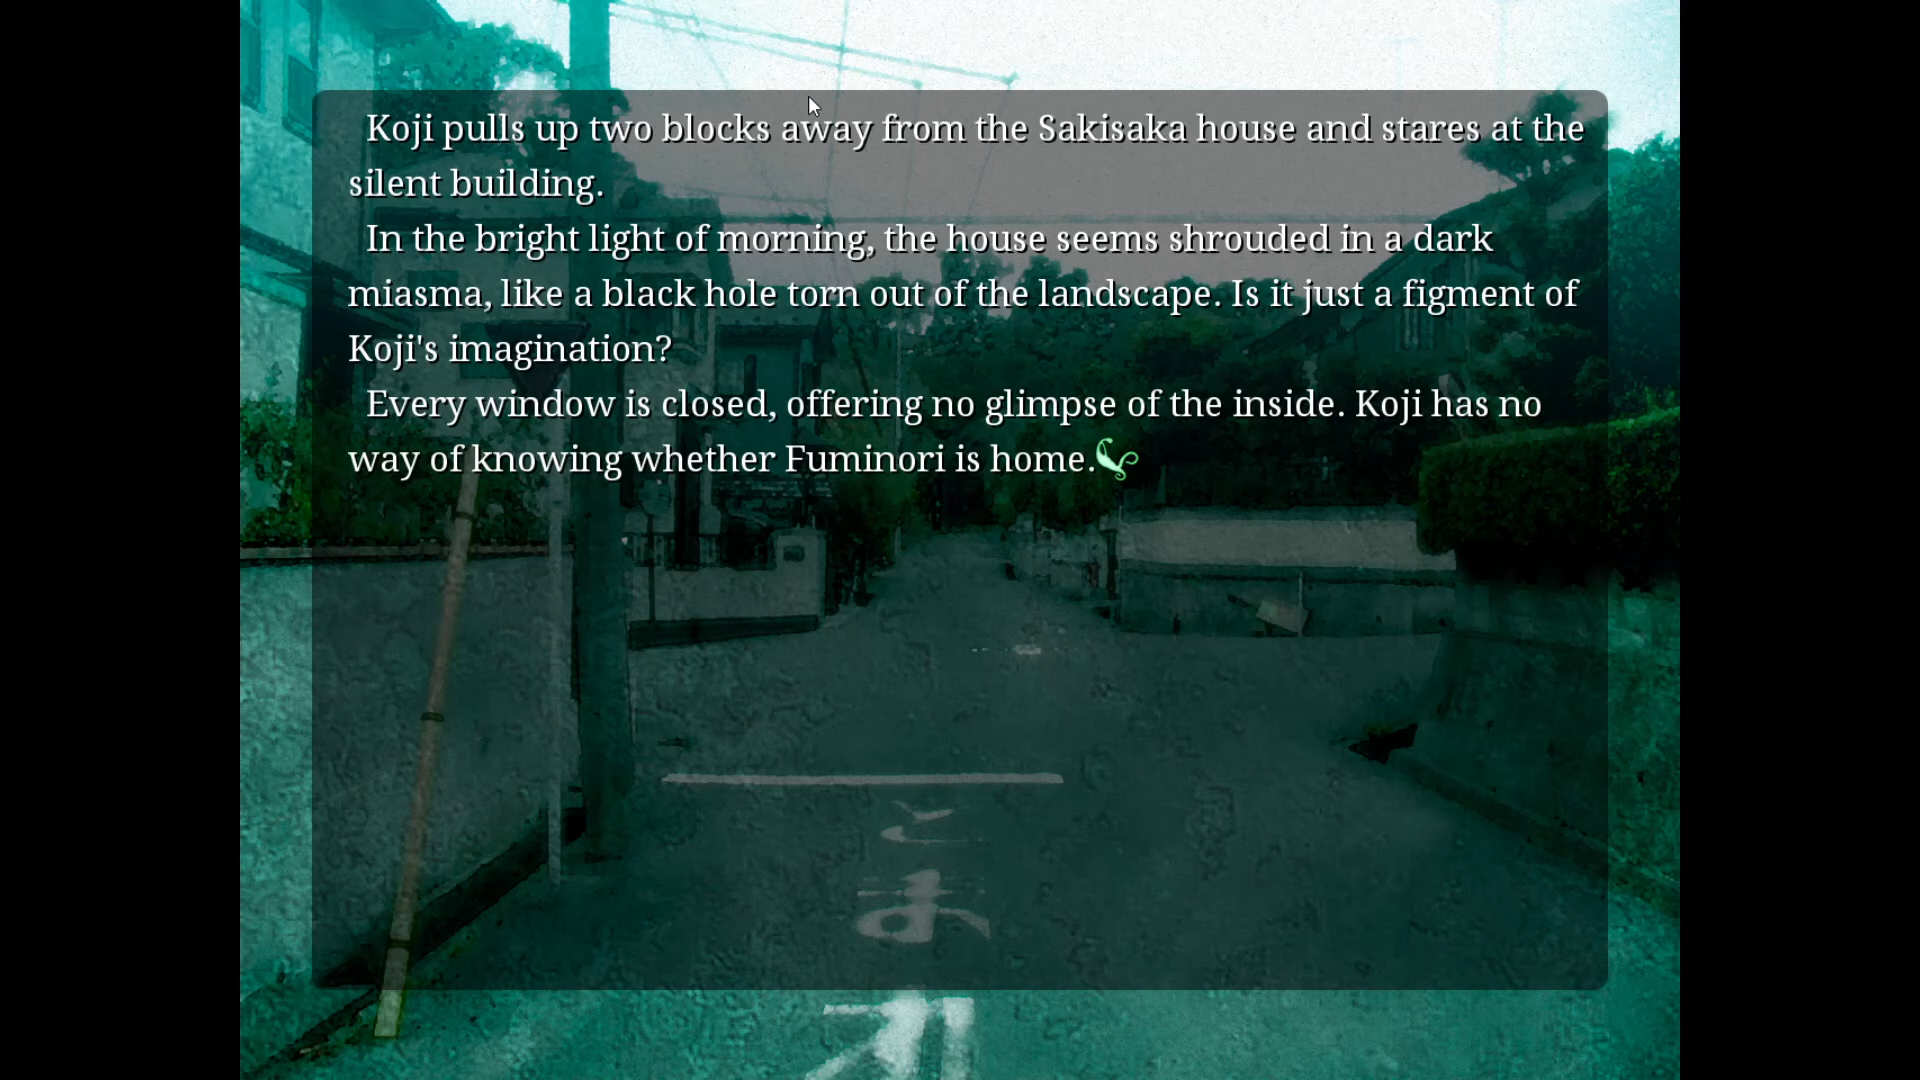 Koji pulls up two blocks away from the Sakisaka house and stares at the
silent building.
In the bright light of morning, the house seems shrouded in a dark
miasma, like a black hole torn out of the landscape. Is it just a figment of
Koji's imagination?
Every window is closed, offering no glimpse of the inside. Koji has no
way of knowing whether Fuminori is home.
と
ま
れ